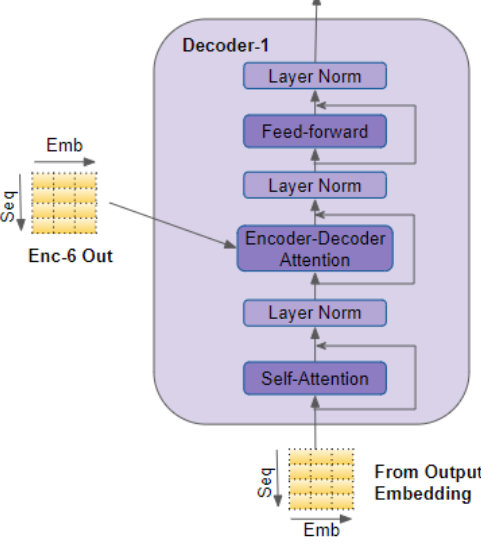 Decoder-1
Layer Norm
Feed-forward
Layer Norm
Emb
Seq
Enc-6 Out
Encoder-Decoder
Attention
Layer Norm
Self-Attention
Seq
Emb
From Output
Embedding